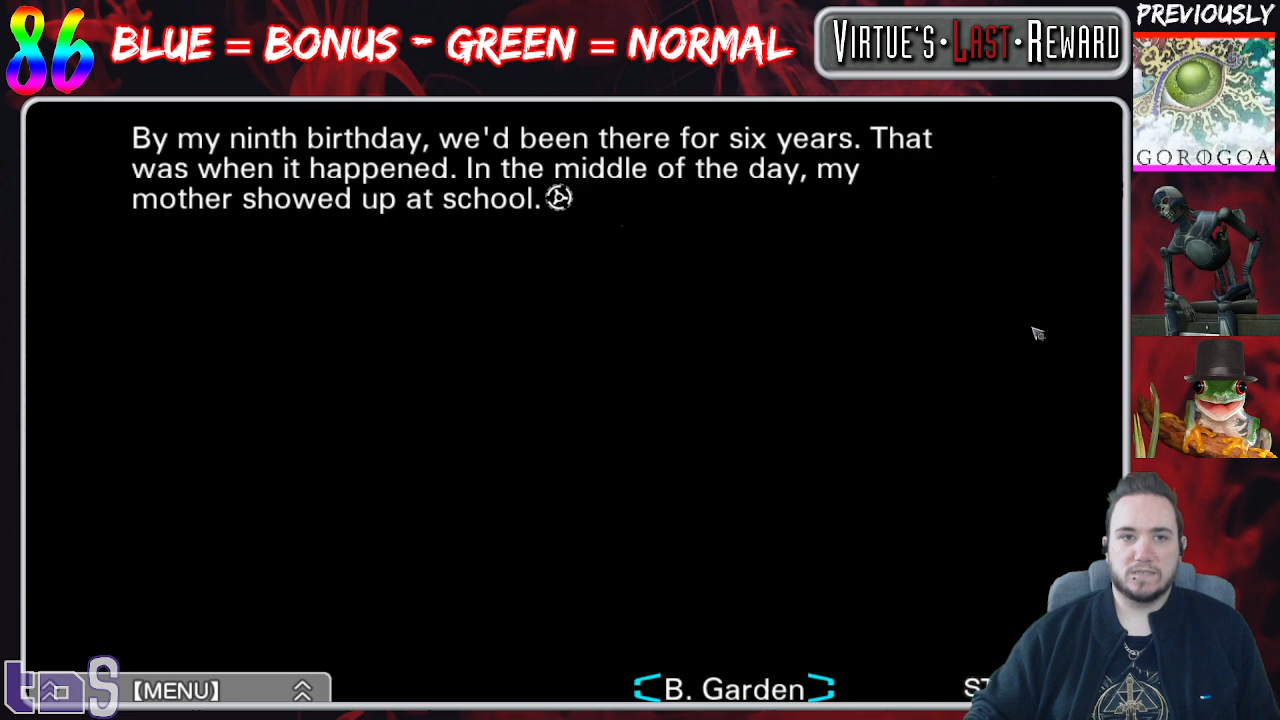 86 BLUE = BONUS - GREEN = NORMAL
VIRTUE'S·LAST·REWARD
PREVIOUSLY
GOROGOA
By my ninth birthday, we'd been there for six years. That
was when it happened. In the middle of the day, my
mother showed up at school.
【MENU】
B. Garden